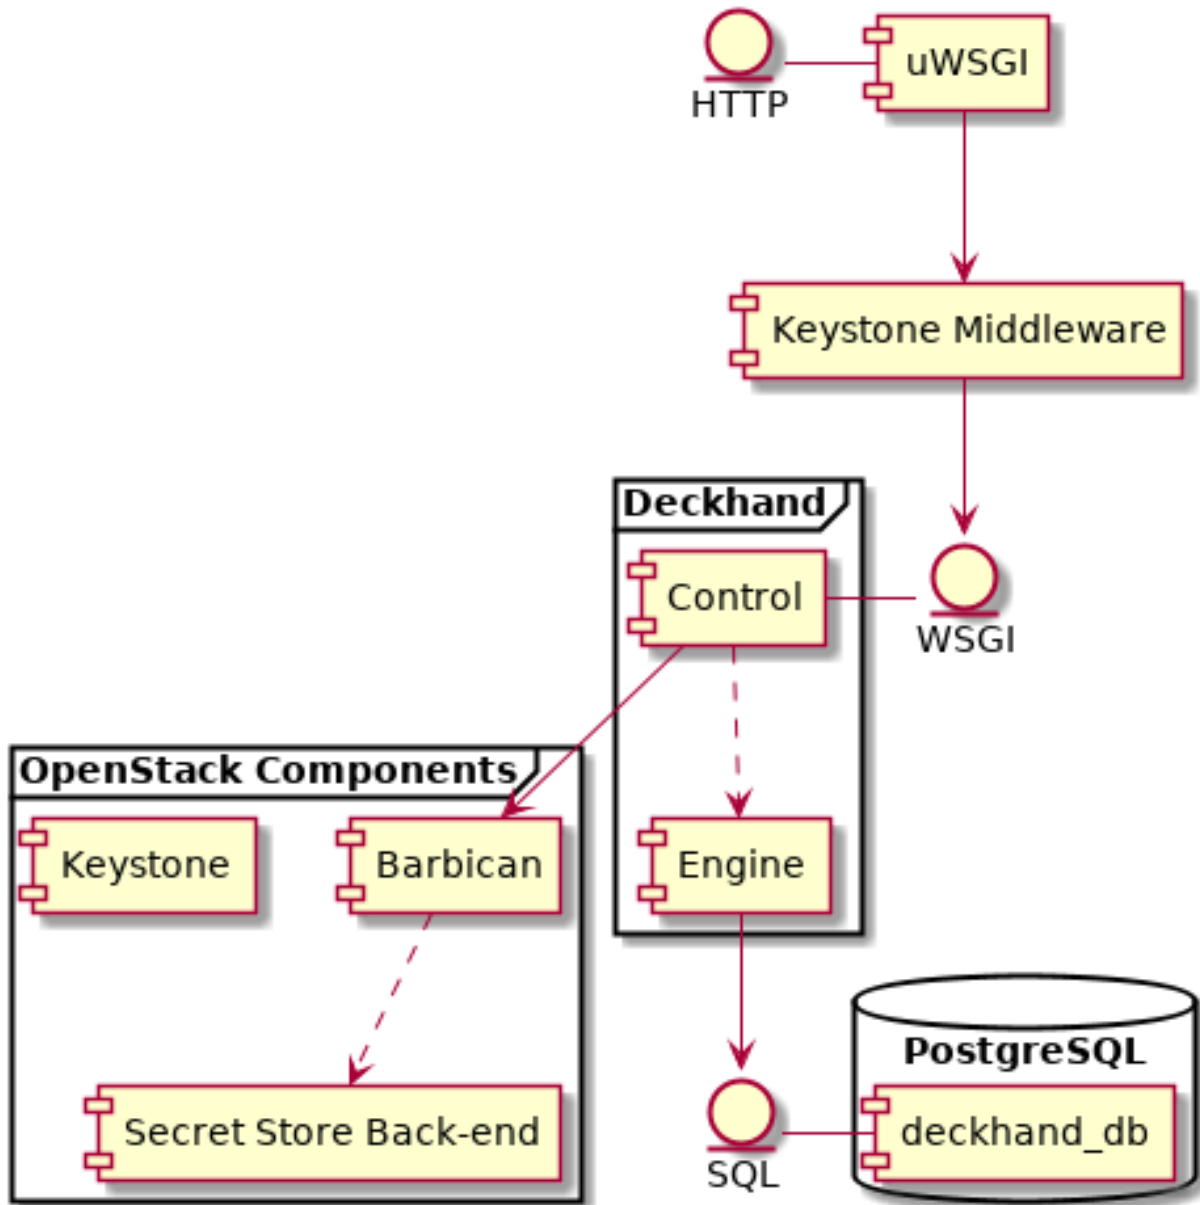 uWSGI
HTTP
Keystone Middleware
Deckhand
Control
WSGI
OpenStack Components
Keystone
Barbican
Engine
PostgreSQL
Secret Store Back-end
deckhand_db
SQL